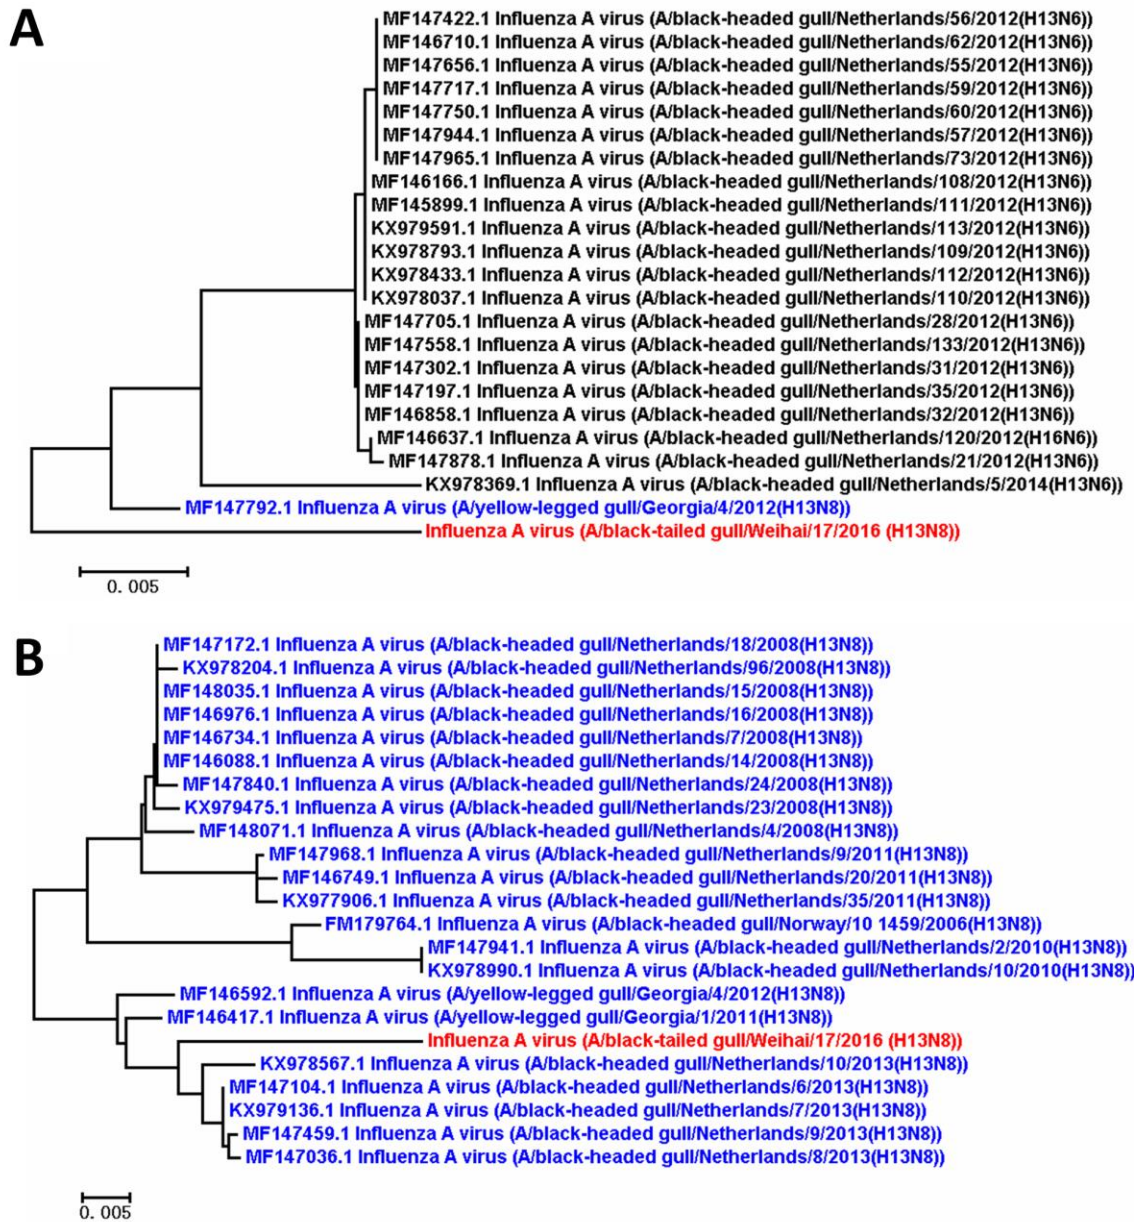 A
MF147422.1 Influenza A virus (A/black-headed gull/Netherlands/56/2012(H13N6))
MF146710.1 Influenza A virus (A/black-headed gull/Netherlands/62/2012(H13N6))
MF147656.1 Influenza A virus (A/black-headed gull/Netherlands/55/2012(H13N6))
MF147717.1 Influenza A virus (A/black-headed gull/Netherlands/59/2012(H13N6))
MF147750.1 Influenza A virus (A/black-headed gull/Netherlands/60/2012(H13N6))
MF147944.1 Influenza A virus (A/black-headed gull/Netherlands/57/2012(H13N6))
MF147965.1 Influenza A virus (A/black-headed gull/Netherlands/73/2012(H13N6))
MF146166.1 Influenza A virus (A/black-headed gull/Netherlands/108/2012(H13N6))
MF145899.1 Influenza A virus (A/black-headed gull/Netherlands/111/2012(H13N6))
KX979591.1 Influenza A virus (A/black-headed gull/Netherlands/113/2012(H13N6))
KX978793.1 Influenza A virus (A/black-headed gull/Netherlands/109/2012(H13N6))
KX978433.1 Influenza A virus (A/black-headed gull/Netherlands/112/2012(H13N6))
KX978037.1 Influenza A virus (A/black-headed gull/Netherlands/110/2012(H13N6))
MF147705.1 Influenza A virus (A/black-headed gull/Netherlands/28/2012(H13N6))
MF147558.1 Influenza A virus (A/black-headed gull/Netherlands/133/2012(H13N6))
MF147302.1 Influenza A virus (A/black-headed gull/Netherlands/31/2012(H13N6))
MF147197.1 Influenza A virus (A/black-headed gull/Netherlands/35/2012(H13N6))
MF146858.1 Influenza A virus (A/black-headed gull/Netherlands/32/2012(H13N6))
MF146637.1 Influenza A virus (A/black-headed gull/Netherlands/120/2012(H16N6))
MF147878.1 Influenza A virus (A/black-headed gull/Netherlands/21/2012(H13N6))
KX978369.1 Influenza A virus (A/black-headed gull/Netherlands/5/2014(H13N6))
MF147792.1 Influenza A virus (A/yellow-legged gull/Georgia/4/2012(H13N8))
Influenza A virus (A/black-tailed gull/Weihai/17/2016 (H13N8))
0. 005
B
MF147172.1 Influenza A virus (A/black-headed gull/Netherlands/18/2008(H13N8))
KX978204.1 Influenza A virus (A/black-headed gull/Netherlands/96/2008(H13N8))
MF148035.1 Influenza A virus (A/black-headed gull/Netherlands/15/2008(H13N8))
MF146976.1 Influenza A virus (A/black-headed gull/Netherlands/16/2008(H13N8))
MF146734.1 Influenza A virus (A/black-headed gull/Netherlands/7/2008(H13N8))
MF146088.1 Influenza A virus (A/black-headed gull/Netherlands/14/2008(H13N8))
MF147840.1 Influenza A virus (A/black-headed gull/Netherlands/24/2008(H13N8))
KX979475.1 Influenza A virus (A/black-headed gull/Netherlands/23/2008(H13N8))
MF148071.1 Influenza A virus (A/black-headed gull/Netherlands/4/2008(H13N8))
MF147968.1 Influenza A virus (A/black-headed gull/Netherlands/9/2011(H13N8))
MF146749.1 Influenza A virus (A/black-headed gull/Netherlands/20/2011(H13N8))
KX977906.1 Influenza A virus (A/black-headed gull/Netherlands/35/2011(H13N8))
FM179764.1 Influenza A virus (A/black-headed gull/Norway/10 1459/2006(H13N8))
MF147941.1 Influenza A virus (A/black-headed gull/Netherlands/2/2010(H13N8))
KX978990.1 Influenza A virus (A/black-headed gull/Netherlands/10/2010(H13N8))
MF146592.1 Influenza A virus (A/yellow-legged gull/Georgia/4/2012(H13N8))
MF146417.1 Influenza A virus (A/yellow-legged gull/Georgia/1/2011(H13N8))
Influenza A virus (A/black-tailed gull/Weihai/17/2016 (H13N8))
KX978567.1 Influenza A virus (A/black-headed gull/Netherlands/10/2013(H13N8))
MF147104.1 Influenza A virus (A/black-headed gull/Netherlands/6/2013(H13N8))
KX979136.1 Influenza A virus (A/black-headed gull/Netherlands/7/2013(H13N8))
MF147459.1 Influenza A virus (A/black-headed gull/Netherlands/9/2013(H13N8))
MF147036.1 Influenza A virus (A/black-headed gull/Netherlands/8/2013(H13N8))
0. 005